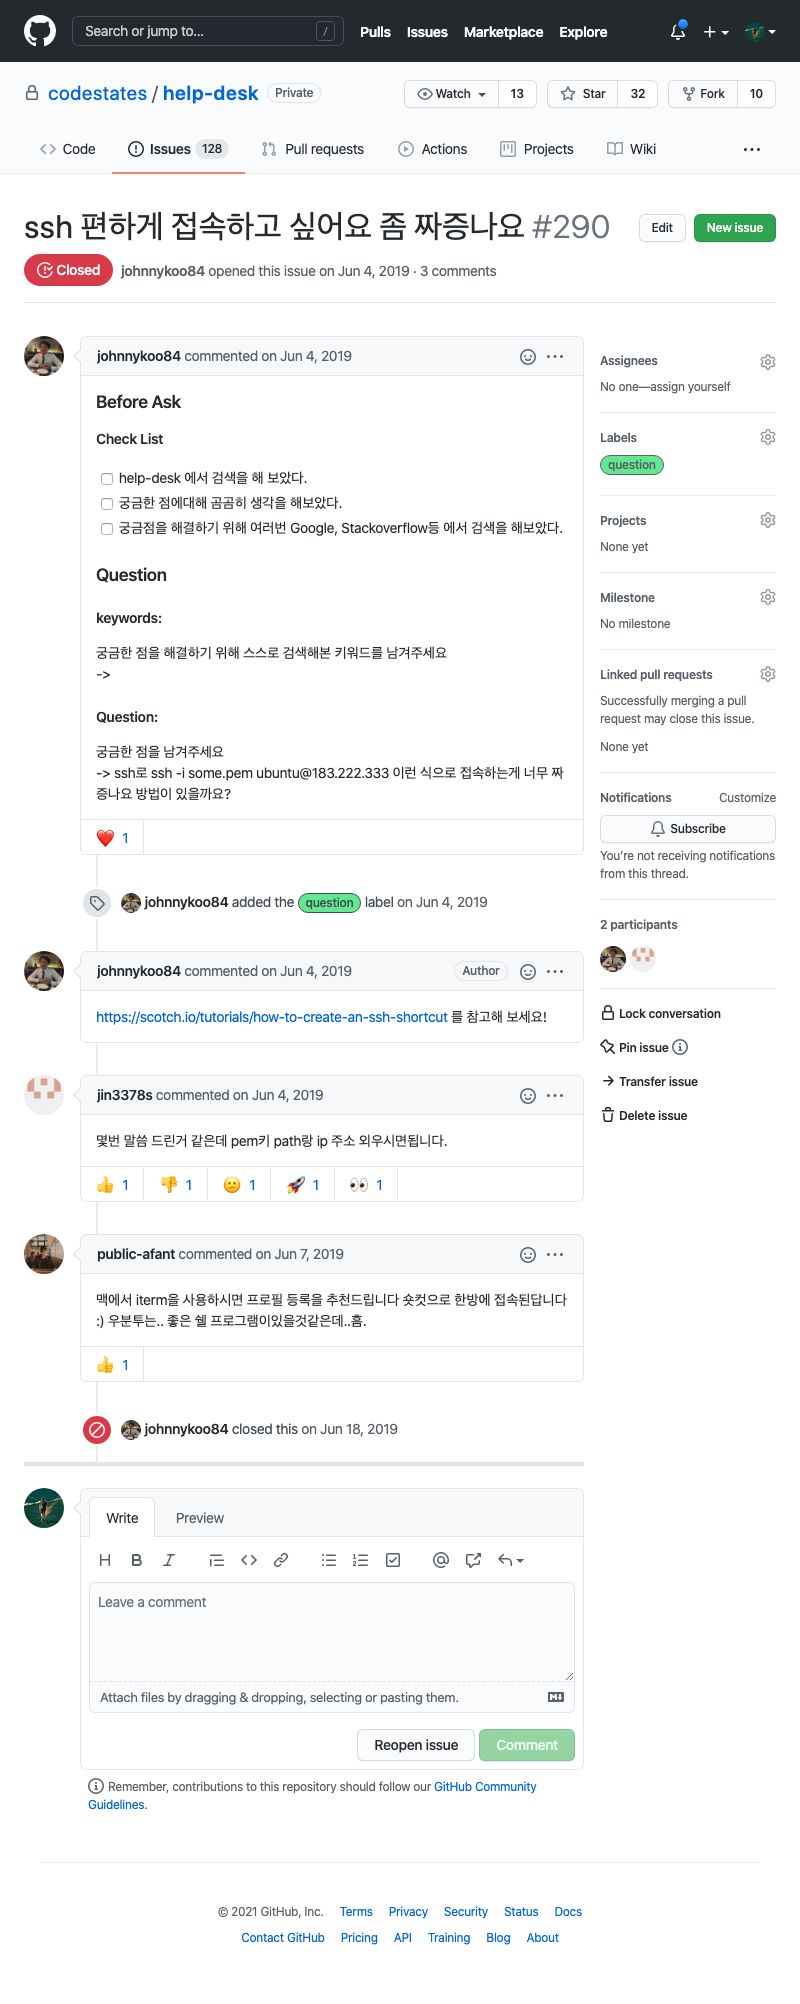 Search or jump to...
/
Pulls
Issues
Marketplace
Explore
codestates / help-desk
Private
Watch
13
Star
32
Fork
10
Code
Issues 128
Pull requests
Actions
Projects
Wiki
ssh 편하게 접속하고 싶어요 좀 짜증나요 #290
Edit
New issue
Closed
johnnykoo84 opened this issue on Jun 4, 2019 · 3 comments
johnnykoo84 commented on Jun 4, 2019
Before Ask
Check List
help-desk 에서 검색을 해 보았다.
궁금한 점에대해 곰곰히 생각을 해보았다.
궁금점을 해결하기 위해 여러번 Google, Stackoverflow등 에서 검색을 해보았다.
Question
keywords:
궁금한 점을 해결하기 위해 스스로 검색해본 키워드를 남겨주세요
->
Question:
궁금한 점을 남겨주세요
-> ssh로 ssh -i some.pem ubuntu@183.222.333 이런 식으로 접속하는게 너무 짜
증나요 방법이 있을까요?
1
johnnykoo84 added the question label on Jun 4, 2019
johnnykoo84 commented on Jun 4, 2019
Author
https://scotch.io/tutorials/how-to-create-an-ssh-shortcut 를 참고해 보세요!
jin3378s commented on Jun 4, 2019
몇번 말씀 드린거 같은데 pem키 path랑 ip 주소 외우시면됩니다.
1 1 1 1 1
public-afant commented on Jun 7, 2019
맥에서 iterm을 사용하시면 프로필 등록을 추천드립니다 숏컷으로 한방에 접속된답니다
:) 우분투는.. 좋은 쉘 프로그램이있을것같은데..흠.
1
johnnykoo84 closed this on Jun 18, 2019
Write
Preview
H B I
Leave a comment
Attach files by dragging & dropping, selecting or pasting them.
Reopen issue
Comment
Remember, contributions to this repository should follow our GitHub Community
Guidelines.
Assignees
No one—assign yourself
Labels
question
Projects
None yet
Milestone
No milestone
Linked pull requests
Successfully merging a pull
request may close this issue.
None yet
Notifications
Customize
Subscribe
You're not receiving notifications
from this thread.
2 participants
Lock conversation
Pin issue
Transfer issue
Delete issue
© 2021 GitHub, Inc.
Terms
Privacy
Security
Status
Docs
Contact GitHub
Pricing
API
Training
Blog
About